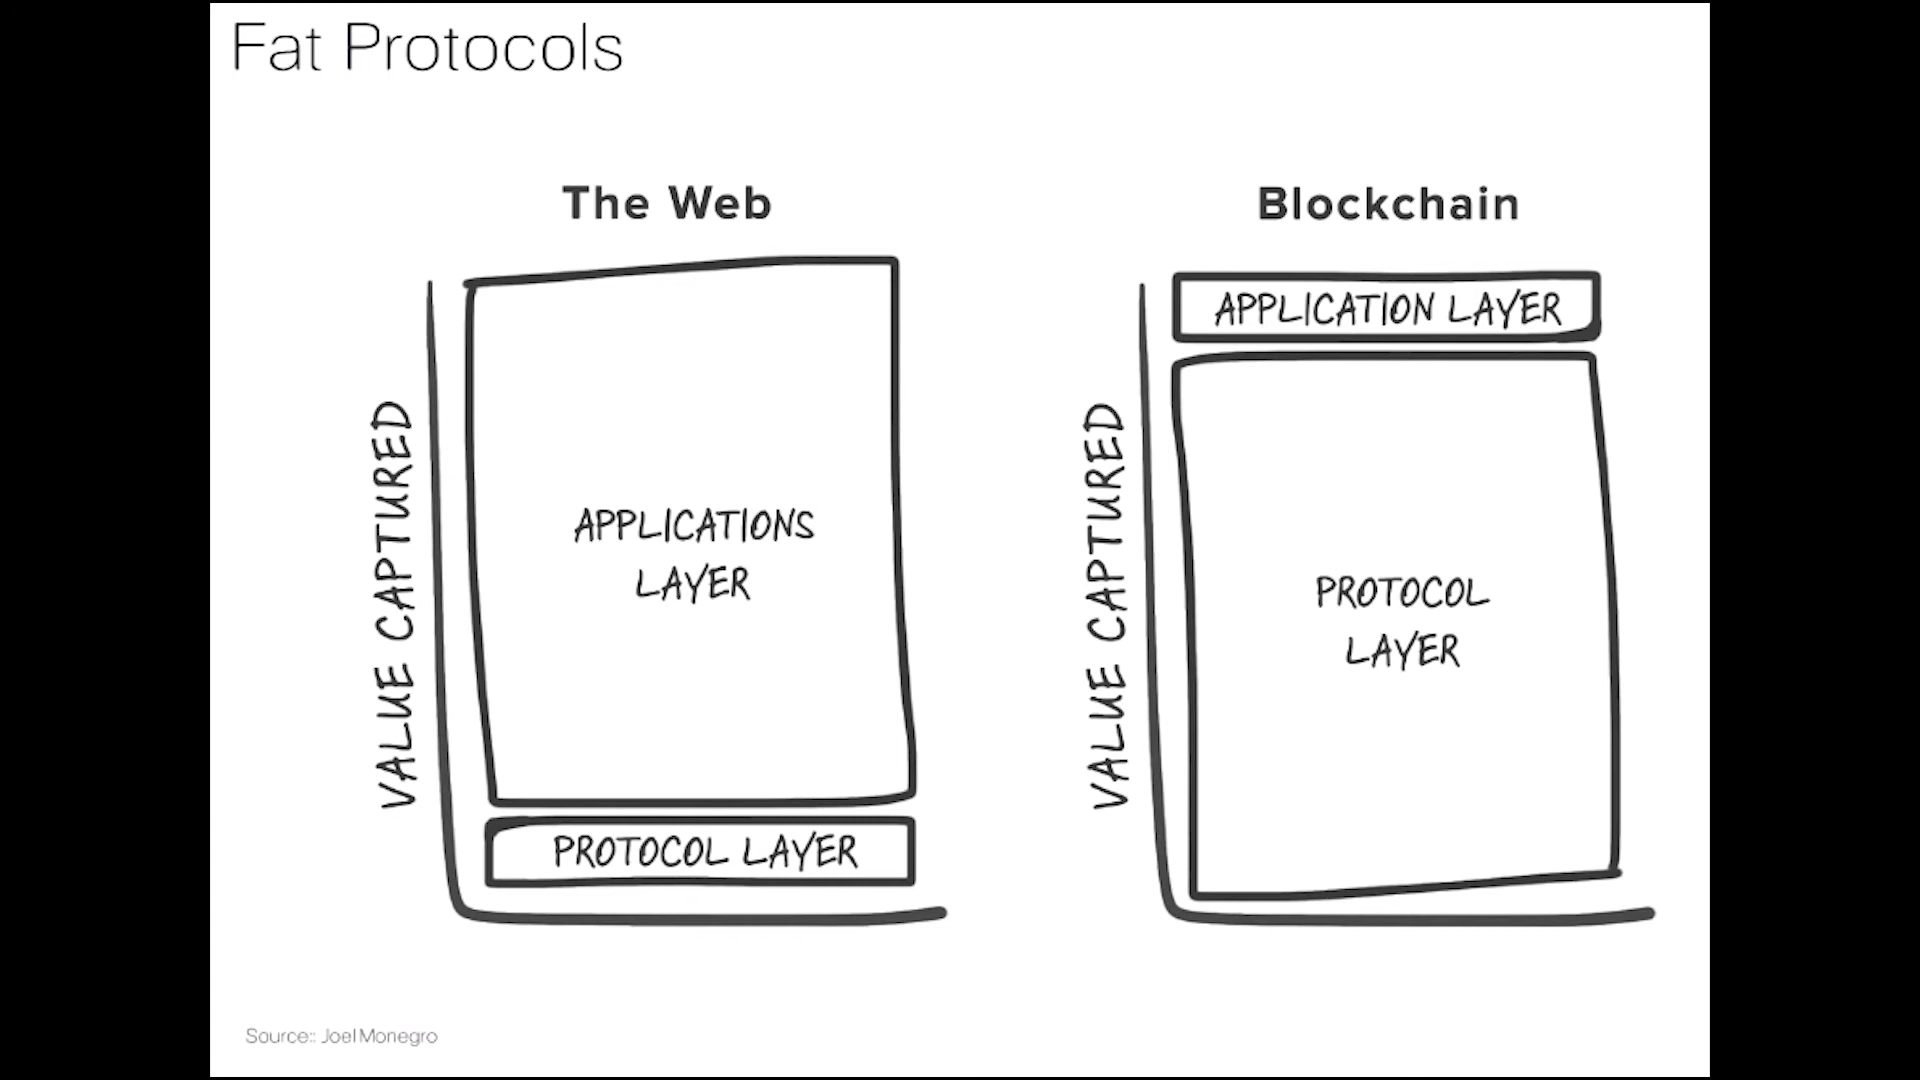 Fat Protocols
The Web
VALUE CAPTURED
APPLICATIONS
LAYER
PROTOCOL LAYER
Blockchain
VALUE CAPTURED
APPLICATION LAYER
PROTOCOL
LAYER
Source:: Joel Monegro